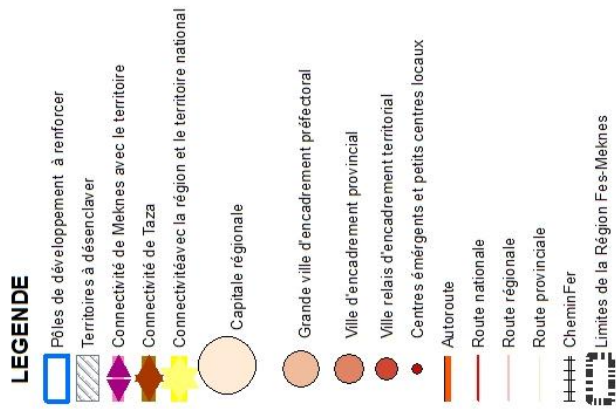 LEGENDE
Pôles de développement à renforcer
Territoires à désenclaver
Connectivité de Meknes avec le territoire
Connectivité de Taza
Connectivitéavec la région et le territoire national
Capitale régionale
Grande ville d'encadrement préfectoral
Ville d'encadrement provincial
Ville relais d'encadrement territorial
Centres émérgents et petits centres locaux
Autoroute
Route nationale
Route régionale
Route provinciale
CheminFer
Limites de la Région Fes-Meknes